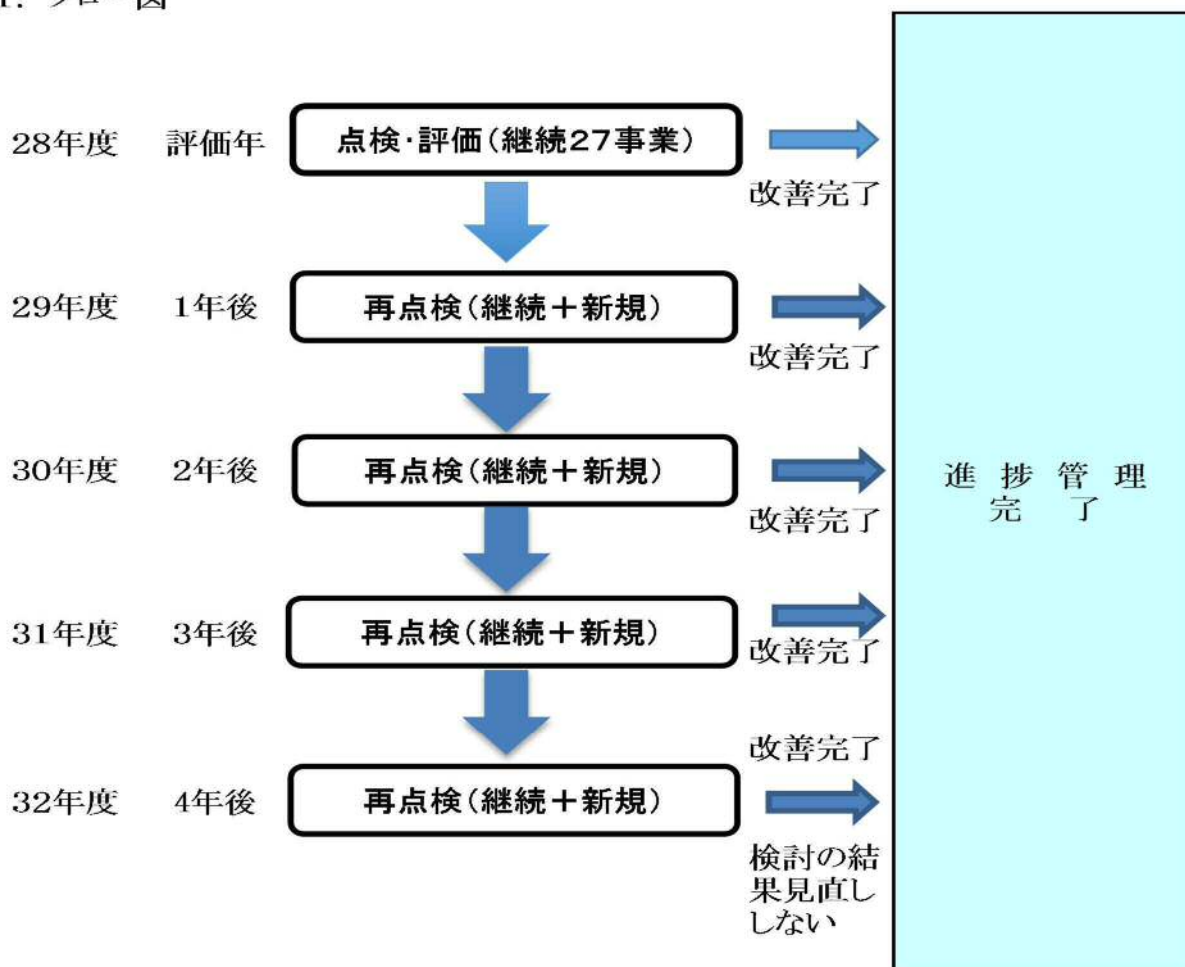 1. フロー図
28年度 評価年 点検・評価(継続27事業)
改善完了
29年度 1年後 再点検(継続+新規)
改善完了
30年度 2年後 再点検(継続+新規)
改善完了
進捗管理
完了
31年度 3年後 再点検(継続+新規)
改善完了
改善完了
32年度 4年後 再点検(継続+新規)
検討の結
果見直し
しない